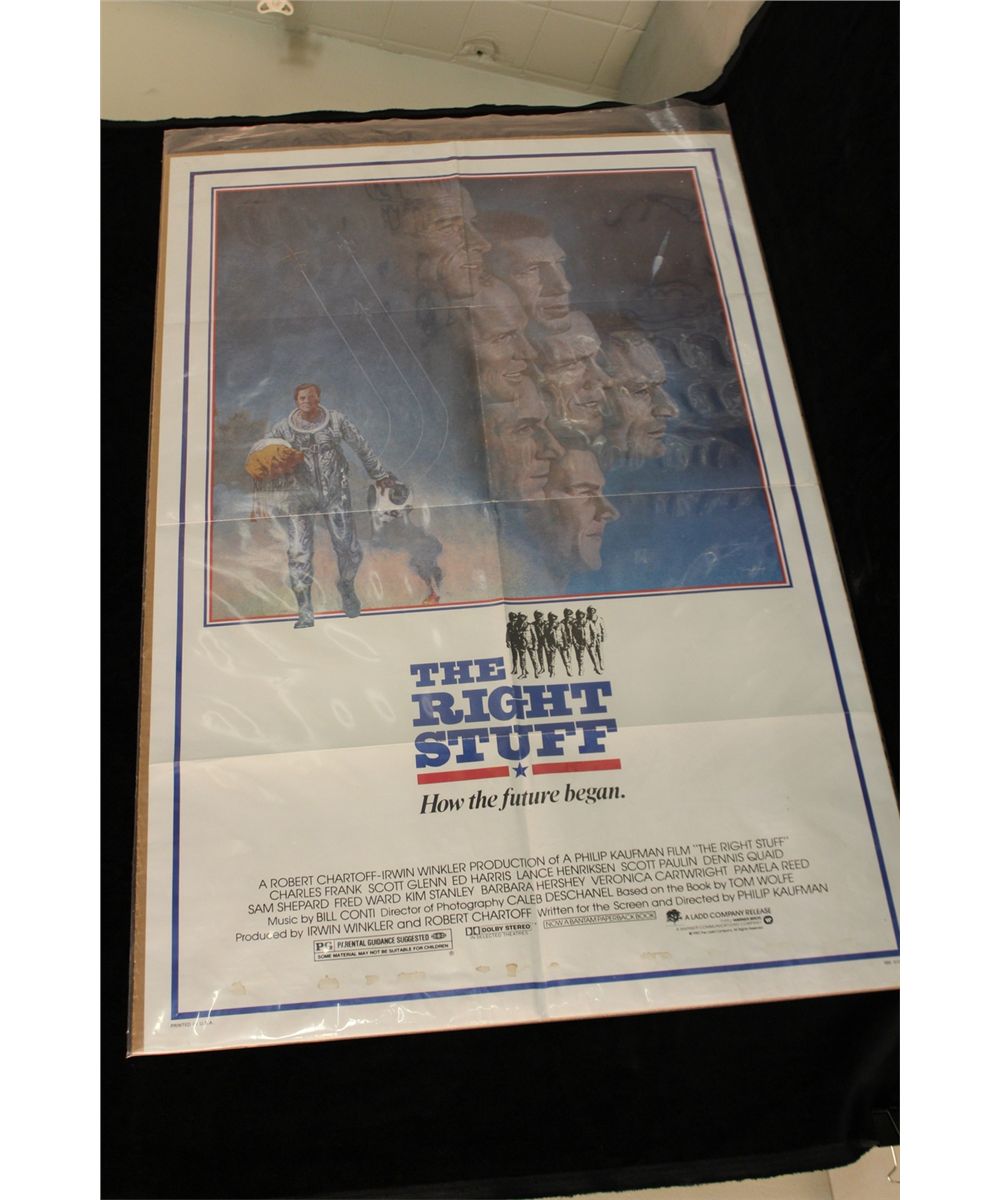 THE
RIGHT
STUFF
How the future began.
A ROBERT CHARTOFF-IRWIN WINKLER PRODUCTION OF A PHILIP KAUFMAN FILM "THE RIGHT STUFF"
CHARLES FRANK SCOTT GLENN ED HARRIS LANCE HENRIKSEN SCOTT PAULIN DENNIS QUAID
SAM SHEPARD FRED WARD KIM STANLEY BARBARA HERSHEY VERONICA CARTWRIGHT PAMELA REED
Music by BILL CONTI Director of Photography CALEB DESCHANEL Based on the Book by TOM WOLFE
Produced by IRWIN WINKLER and ROBERT CHARTOFF Written for the Screen and Directed by PHILIP KAUFMAN
PG PARENTAL GUIDANCE SUGGESTED
SOME MATERIAL MAY NOT BE SUITABLE FOR CHILDREN
DOLBY STEREO
IN SELECTED THEATRES
NOW A BANTAM PAPERBACK BOOK
A LADD COMPANY RELEASE
A WARNER COMMUNICATIONS COMPANY
PRINTED IN U.S.A.